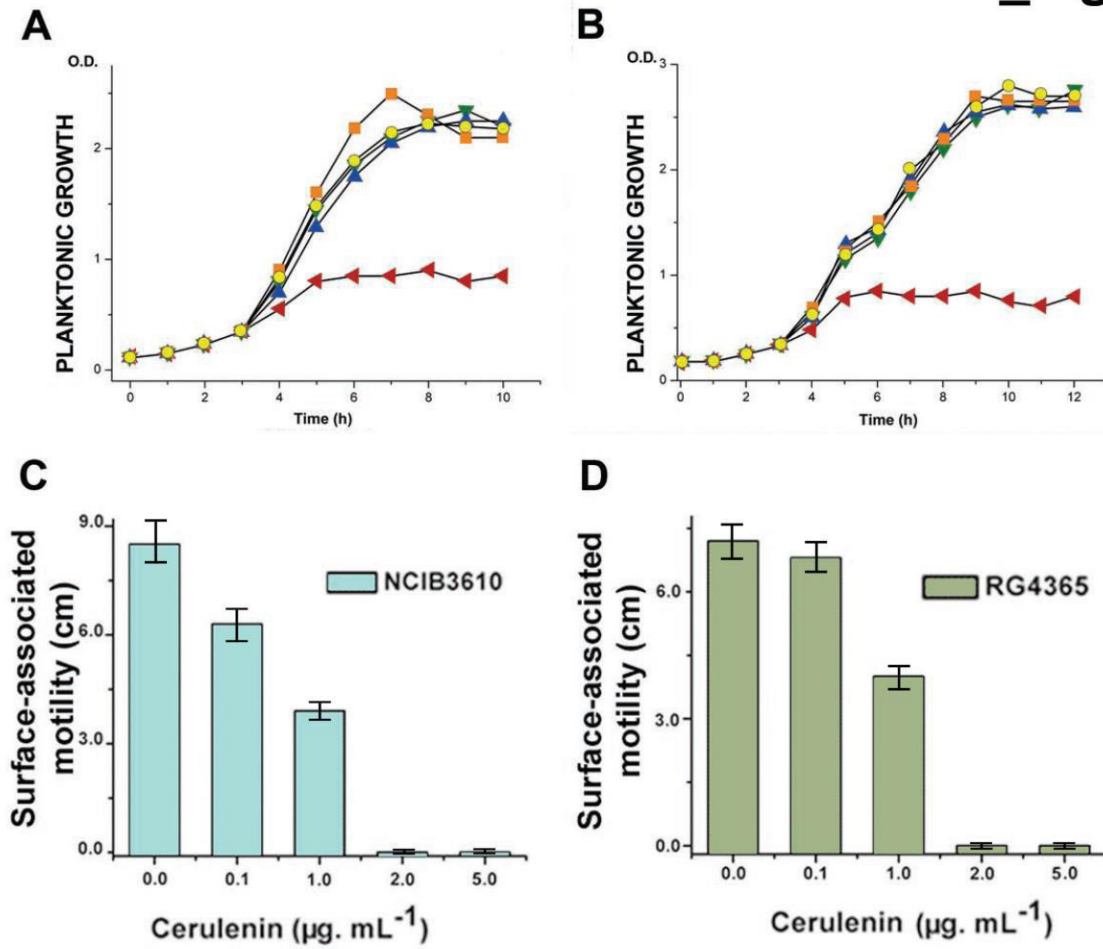 A
O.D.
PLANKTONIC GROWTH
2
1
0
0 2 4 6 8 10
Time (h)
B
O.D.
PLANKTONIC GROWTH
3
2
1
0
0 2 4 6 8 10 12
Time (h)
C
Surface-associated
motility (cm)
9.0
6.0
3.0
0.0
NCIB3610
0.0 0.1 1.0 2.0 5.0
Cerulenin (µg. mL⁻¹)
D
Surface-associated
motility (cm)
6.0
3.0
0.0
RG4365
0.0 0.1 1.0 2.0 5.0
Cerulenin (µg. mL⁻¹)